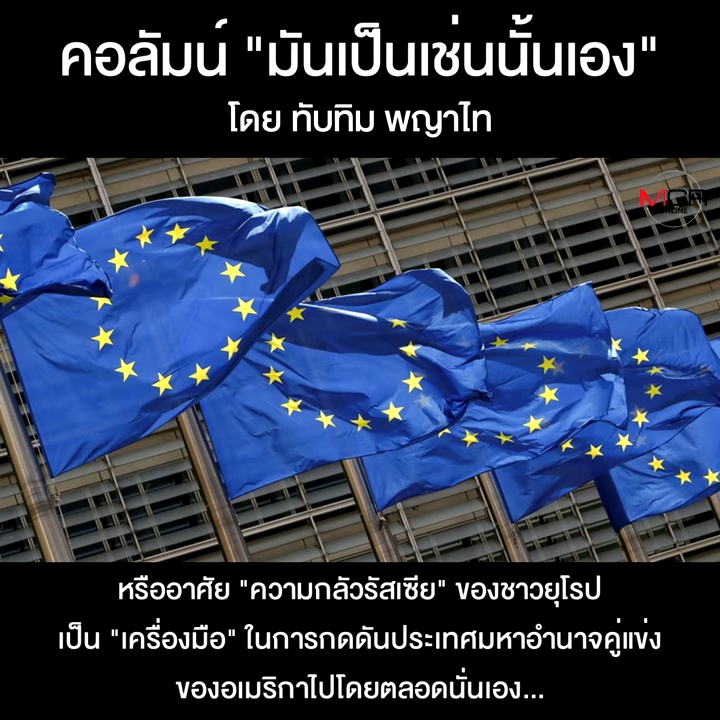 คอลัมน์ "มันเป็นเช่นนั้นเอง"
โดย ทับทิม พญาไท
MGR
ONLINE
หรืออาศัย "ความกลัวรัสเซีย" ของชาวยุโรป
เป็น "เครื่องมือ" ในการกดดันประเทศมหาอำนาจคู่แข่ง
ของอเมริกาไปโดยตลอดนั่นเอง...